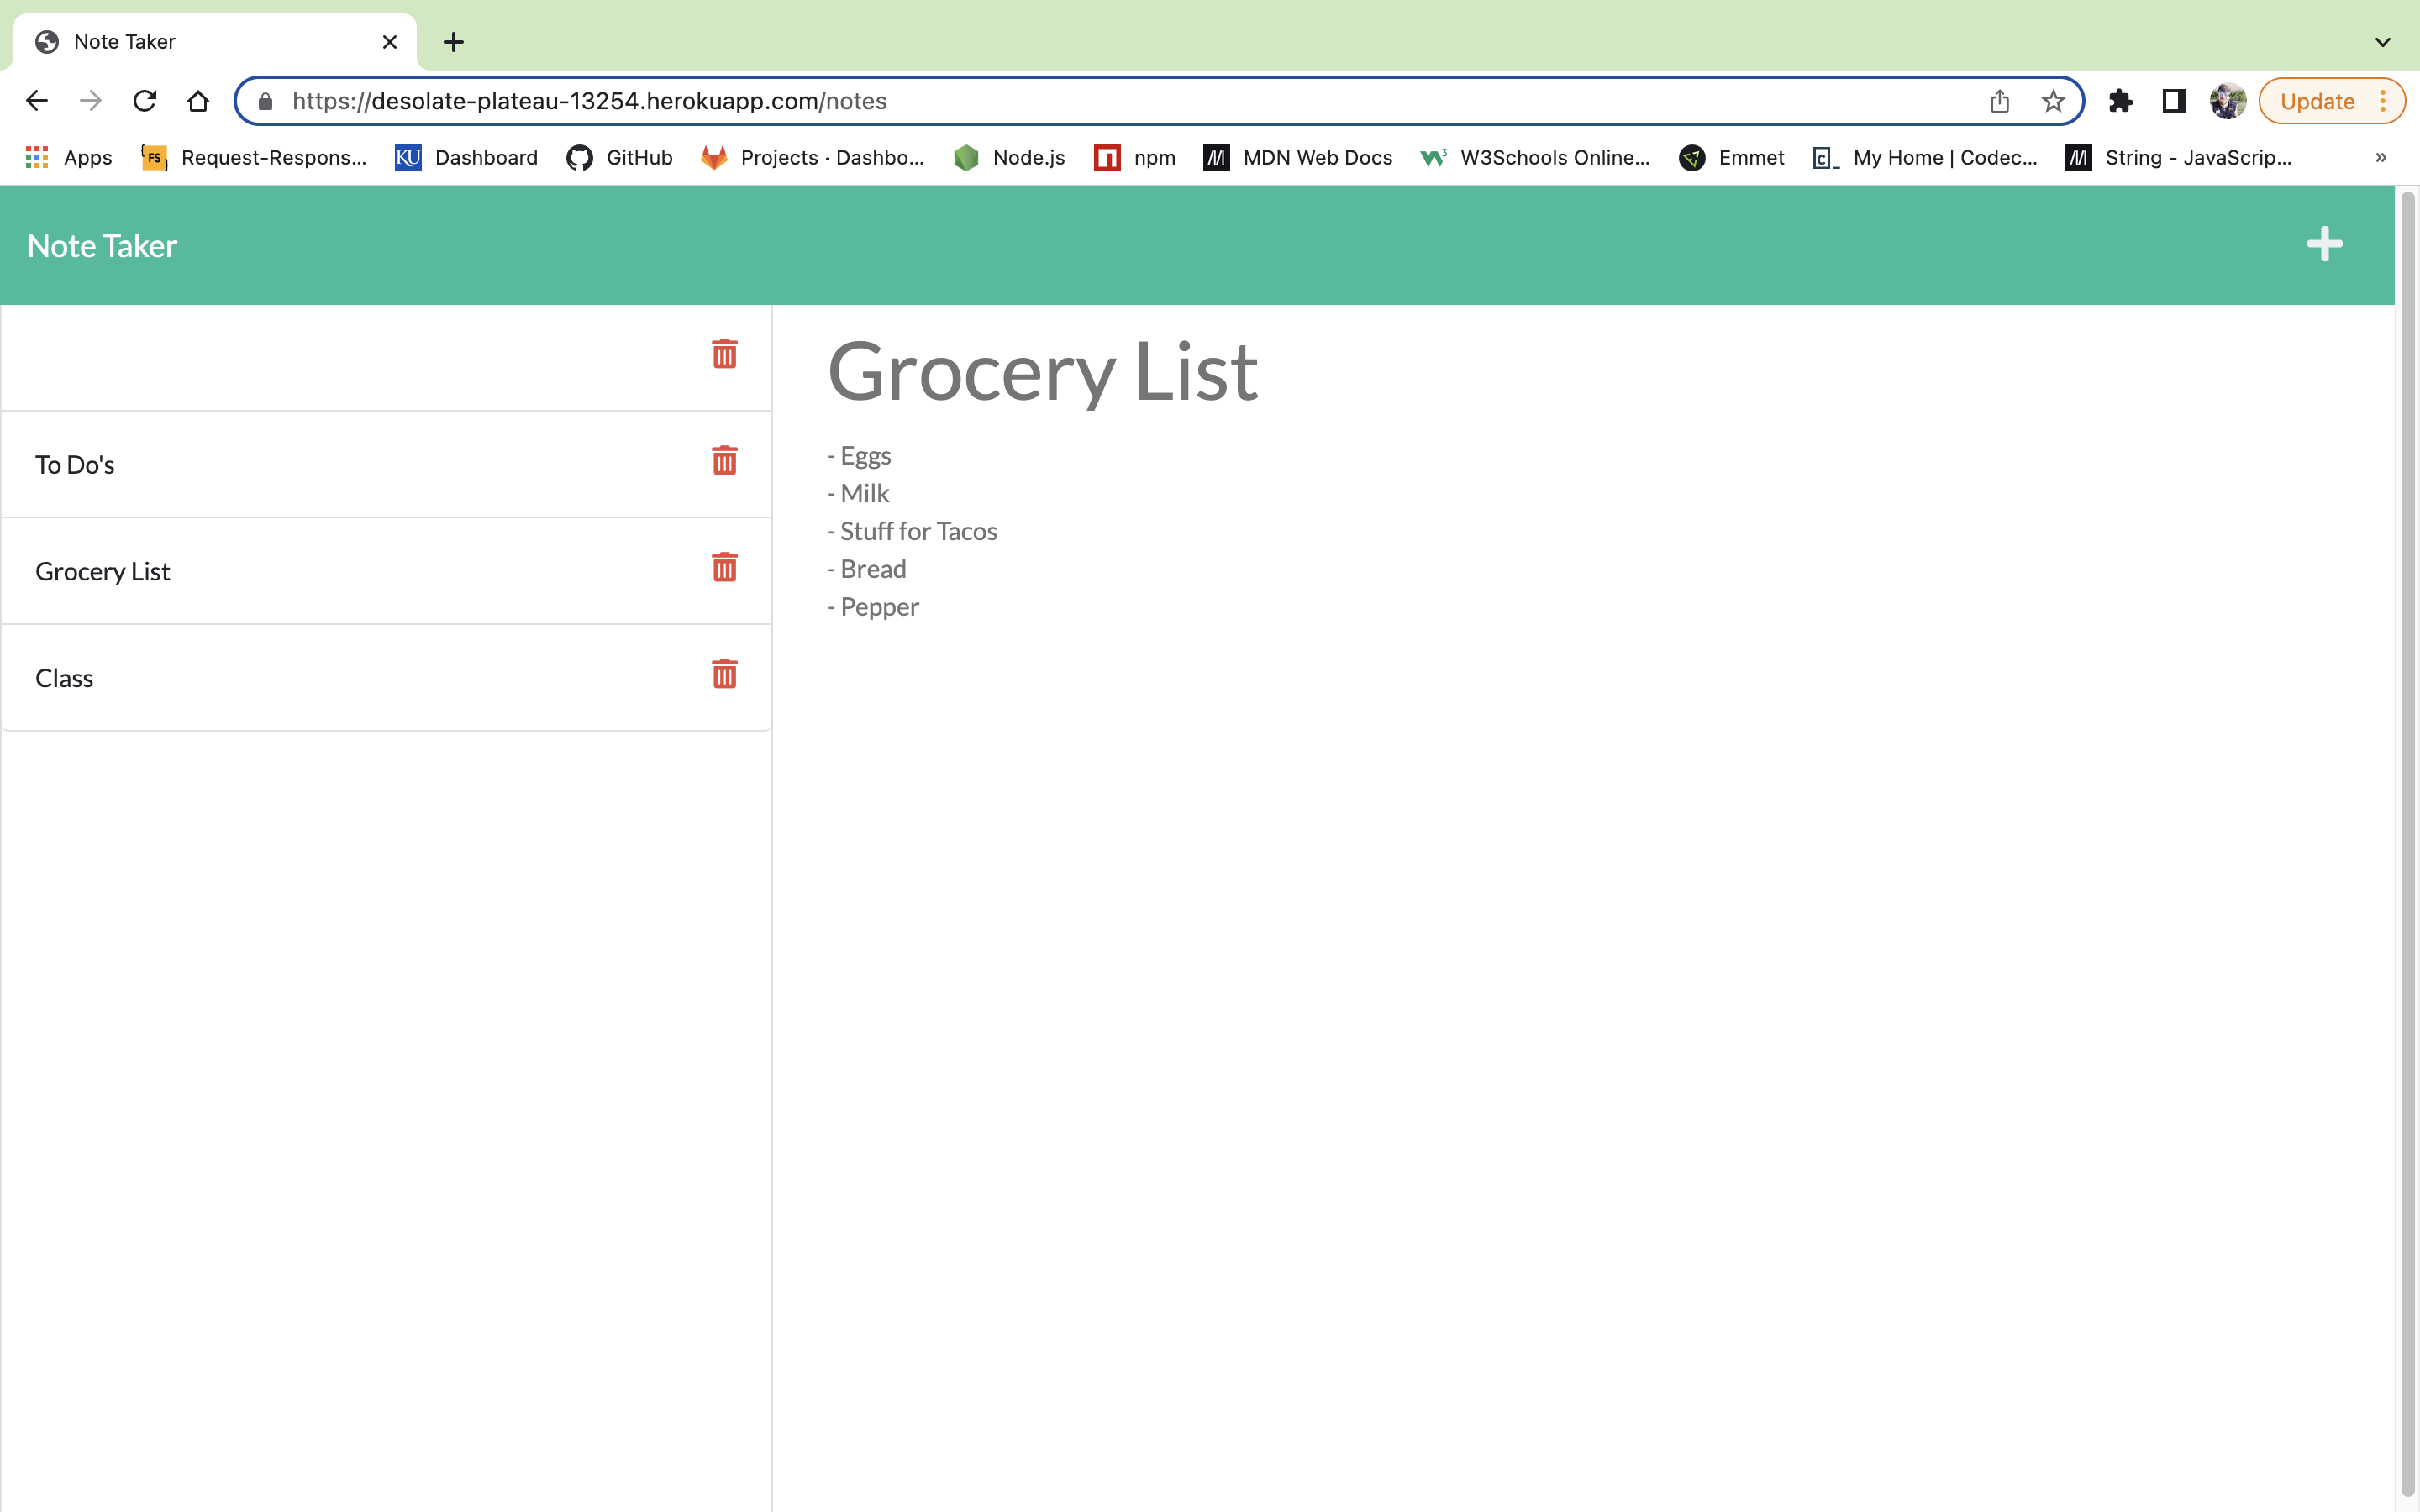 Note Taker
https://desolate-plateau-13254.herokuapp.com/notes
Update
Apps
FS
Request-Respons...
KU
Dashboard
GitHub
Projects · Dashbo...
Node.js
npm
MDN Web Docs
W3Schools Online...
Emmet
My Home | Codec...
String - JavaScrip...
Note Taker
To Do's
Grocery List
Class
Grocery List
- Eggs
- Milk
- Stuff for Tacos
- Bread
- Pepper